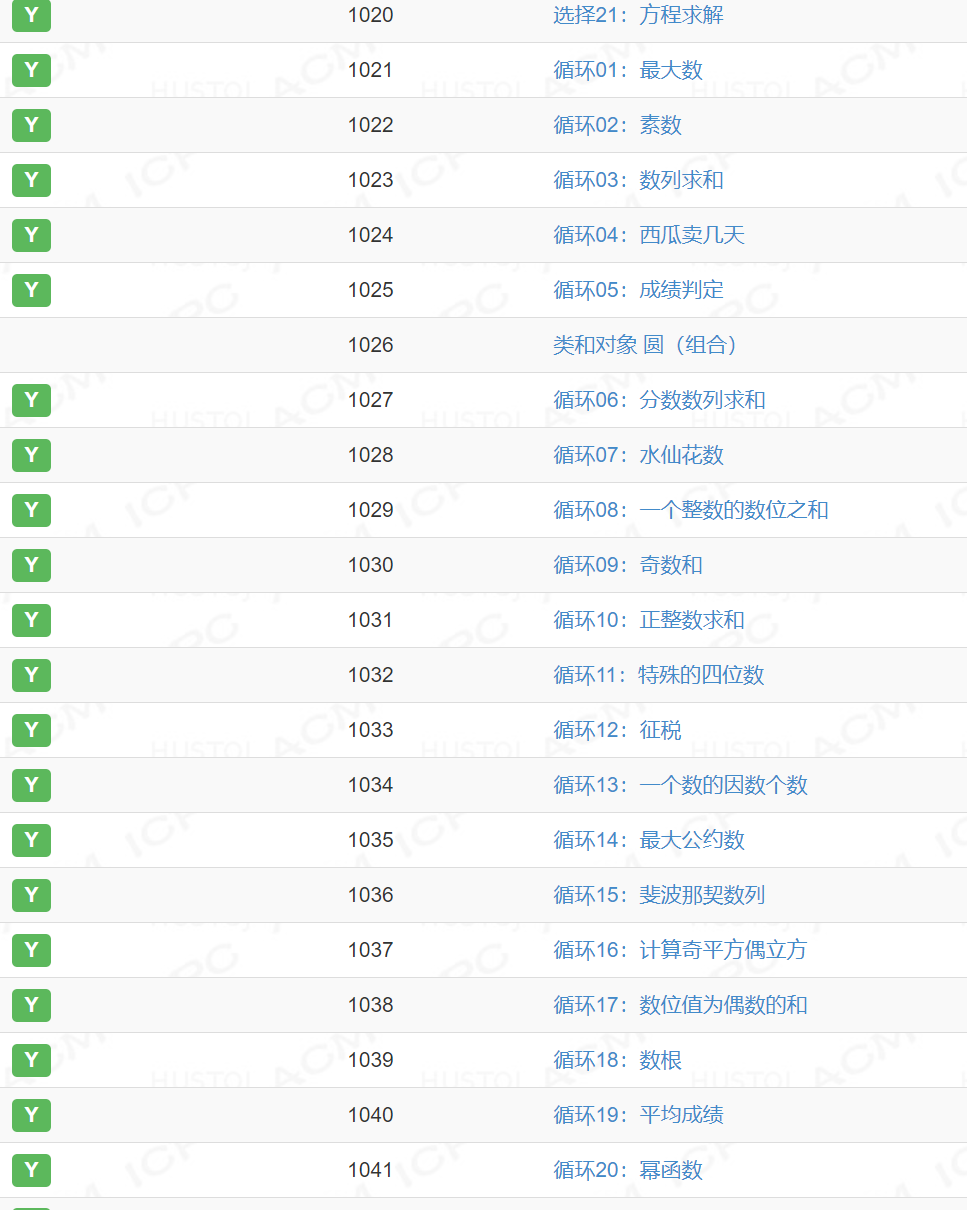 Y 1020 选择21：方程求解
Y 1021 循环01：最大数
Y 1022 循环02：素数
Y 1023 循环03：数列求和
Y 1024 循环04：西瓜卖几天
Y 1025 循环05：成绩判定
1026 类和对象 圆（组合）
Y 1027 循环06：分数数列求和
Y 1028 循环07：水仙花数
Y 1029 循环08：一个整数的数位之和
Y 1030 循环09：奇数和
Y 1031 循环10：正整数求和
Y 1032 循环11：特殊的四位数
Y 1033 循环12：征税
Y 1034 循环13：一个数的因数个数
Y 1035 循环14：最大公约数
Y 1036 循环15：斐波那契数列
Y 1037 循环16：计算奇平方偶立方
Y 1038 循环17：数位值为偶数的和
Y 1039 循环18：数根
Y 1040 循环19：平均成绩
Y 1041 循环20：幂函数